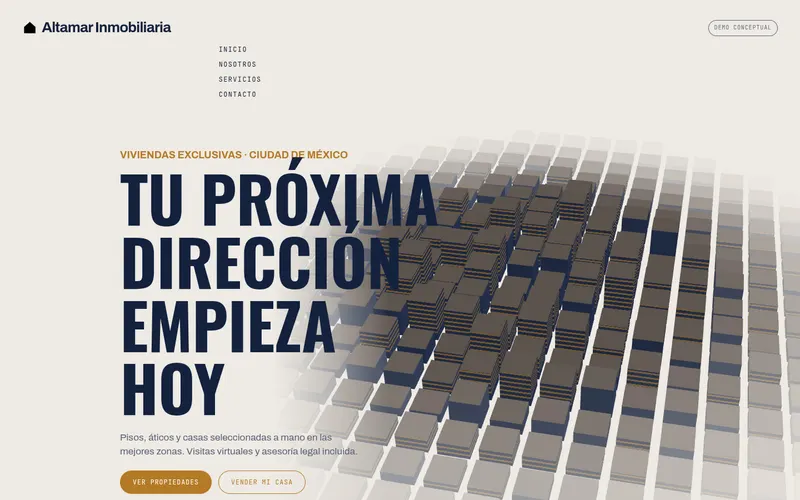 Altamar Inmobiliaria
DEMO CONCEPTUAL
INICIO
NOSOTROS
SERVICIOS
CONTACTO
VIVIENDAS EXCLUSIVAS · CIUDAD DE MÉXICO
TU PRÓXIMA
DIRECCIÓN
EMPIEZA
HOY
Pisos, áticos y casas seleccionadas a mano en las
mejores zonas. Visitas virtuales y asesoría legal incluida.
VER PROPIEDADES
VENDER MI CASA